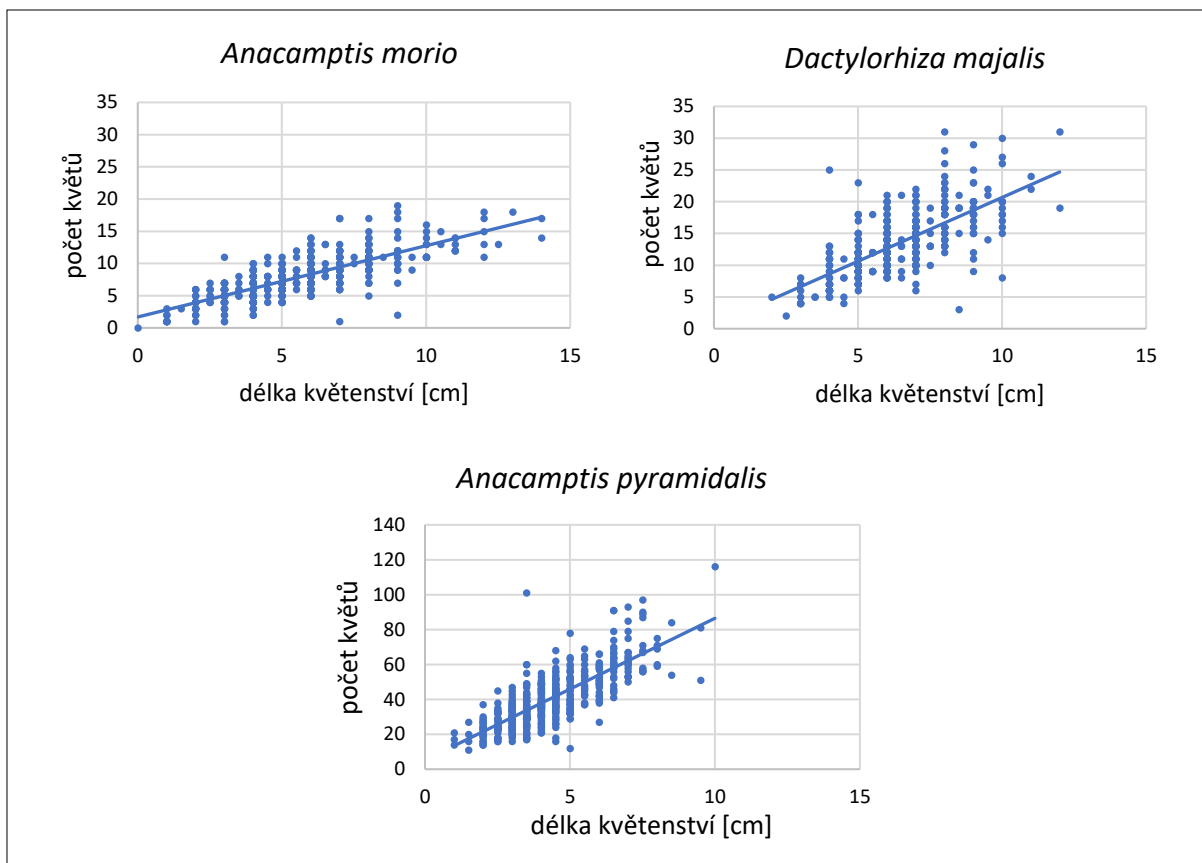 Anacamptis morio
35
30
25
20
15
10
5
0
počet květů
0 5 10 15
délka květenství [cm]
Dactylorhiza majalis
35
30
25
20
15
10
5
0
počet květů
0 5 10 15
délka květenství [cm]
Anacamptis pyramidalis
140
120
100
80
60
40
20
0
počet květů
0 5 10 15
délka květenství [cm]